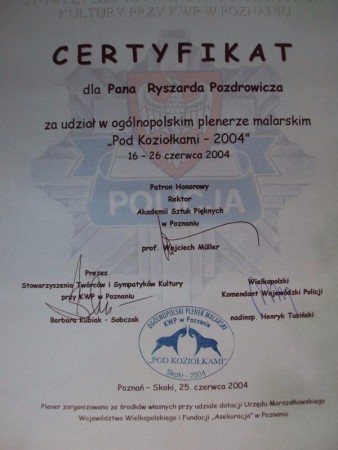 KULTURY PRZY KWP W POZNANIU
CERTYFIKAT
dla Pana Ryszarda Pozdrowicza
za udział w ogólnopolskim plenerze malarskim
„Pod Koziołkami - 2004"
16 - 26 czerwca 2004
POLICJA
Patron Honorowy
Rektor
Akademii Sztuk Pięknych
w Poznaniu
prof. Wojciech Müller
Prezes
Stowarzyszenia Twórców i Sympatyków Kultury
przy KWP w Poznaniu
Barbara Kubiak - Sobczak
Wielkopolski
Komendant Wojewódzki Policji
nadinsp. Henryk Tusiński
OGÓLNOPOLSKI PLENER MALARSKI
KWP w Poznaniu
"POD KOZIOŁKAMI"
Skoki - 2004
Poznań - Skoki, 25. czerwca 2004
Plener zorganizowano ze środków własnych przy udziale dotacji Urzędu Marszałkowskiego
Województwa Wielkopolskiego i Fundacji „Asekuracja" w Poznaniu